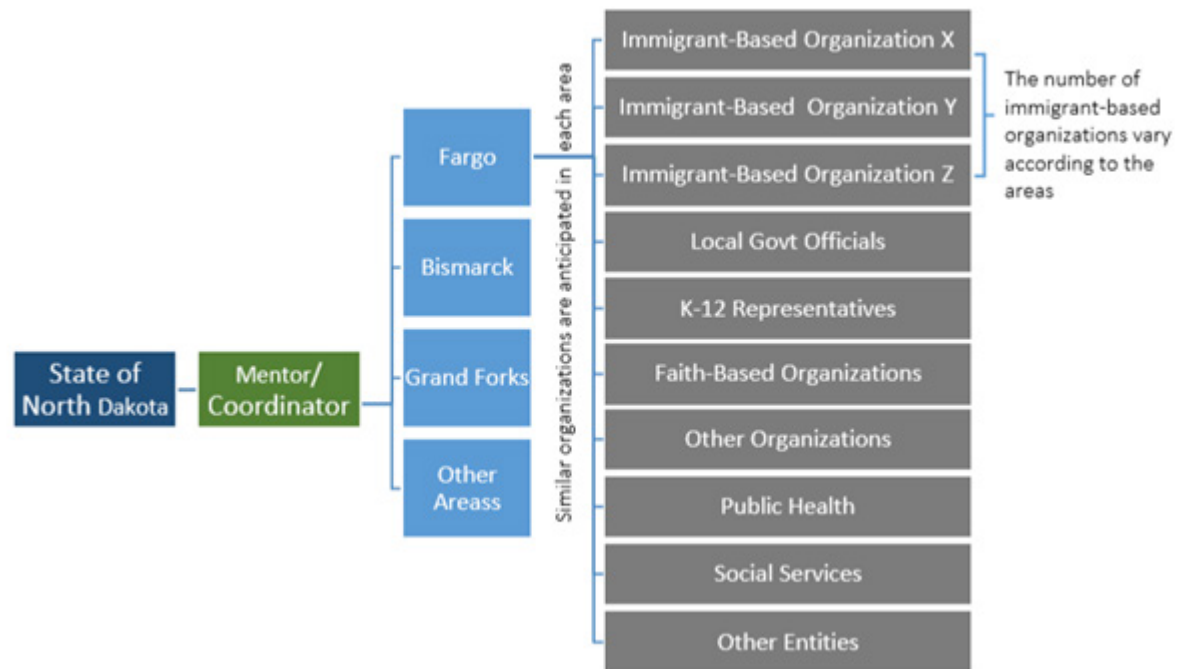 State of
North Dakota
Mentor/
Coordinator
Fargo
Bismarck
Grand Forks
Other
Areass
Similar organizations are anticipated in each area
Immigrant-Based Organization X
Immigrant-Based Organization Y
Immigrant-Based Organization Z
Local Govt Officials
K-12 Representatives
Faith-Based Organizations
Other Organizations
Public Health
Social Services
Other Entities
The number of
immigrant-based
organizations vary
according to the
areas